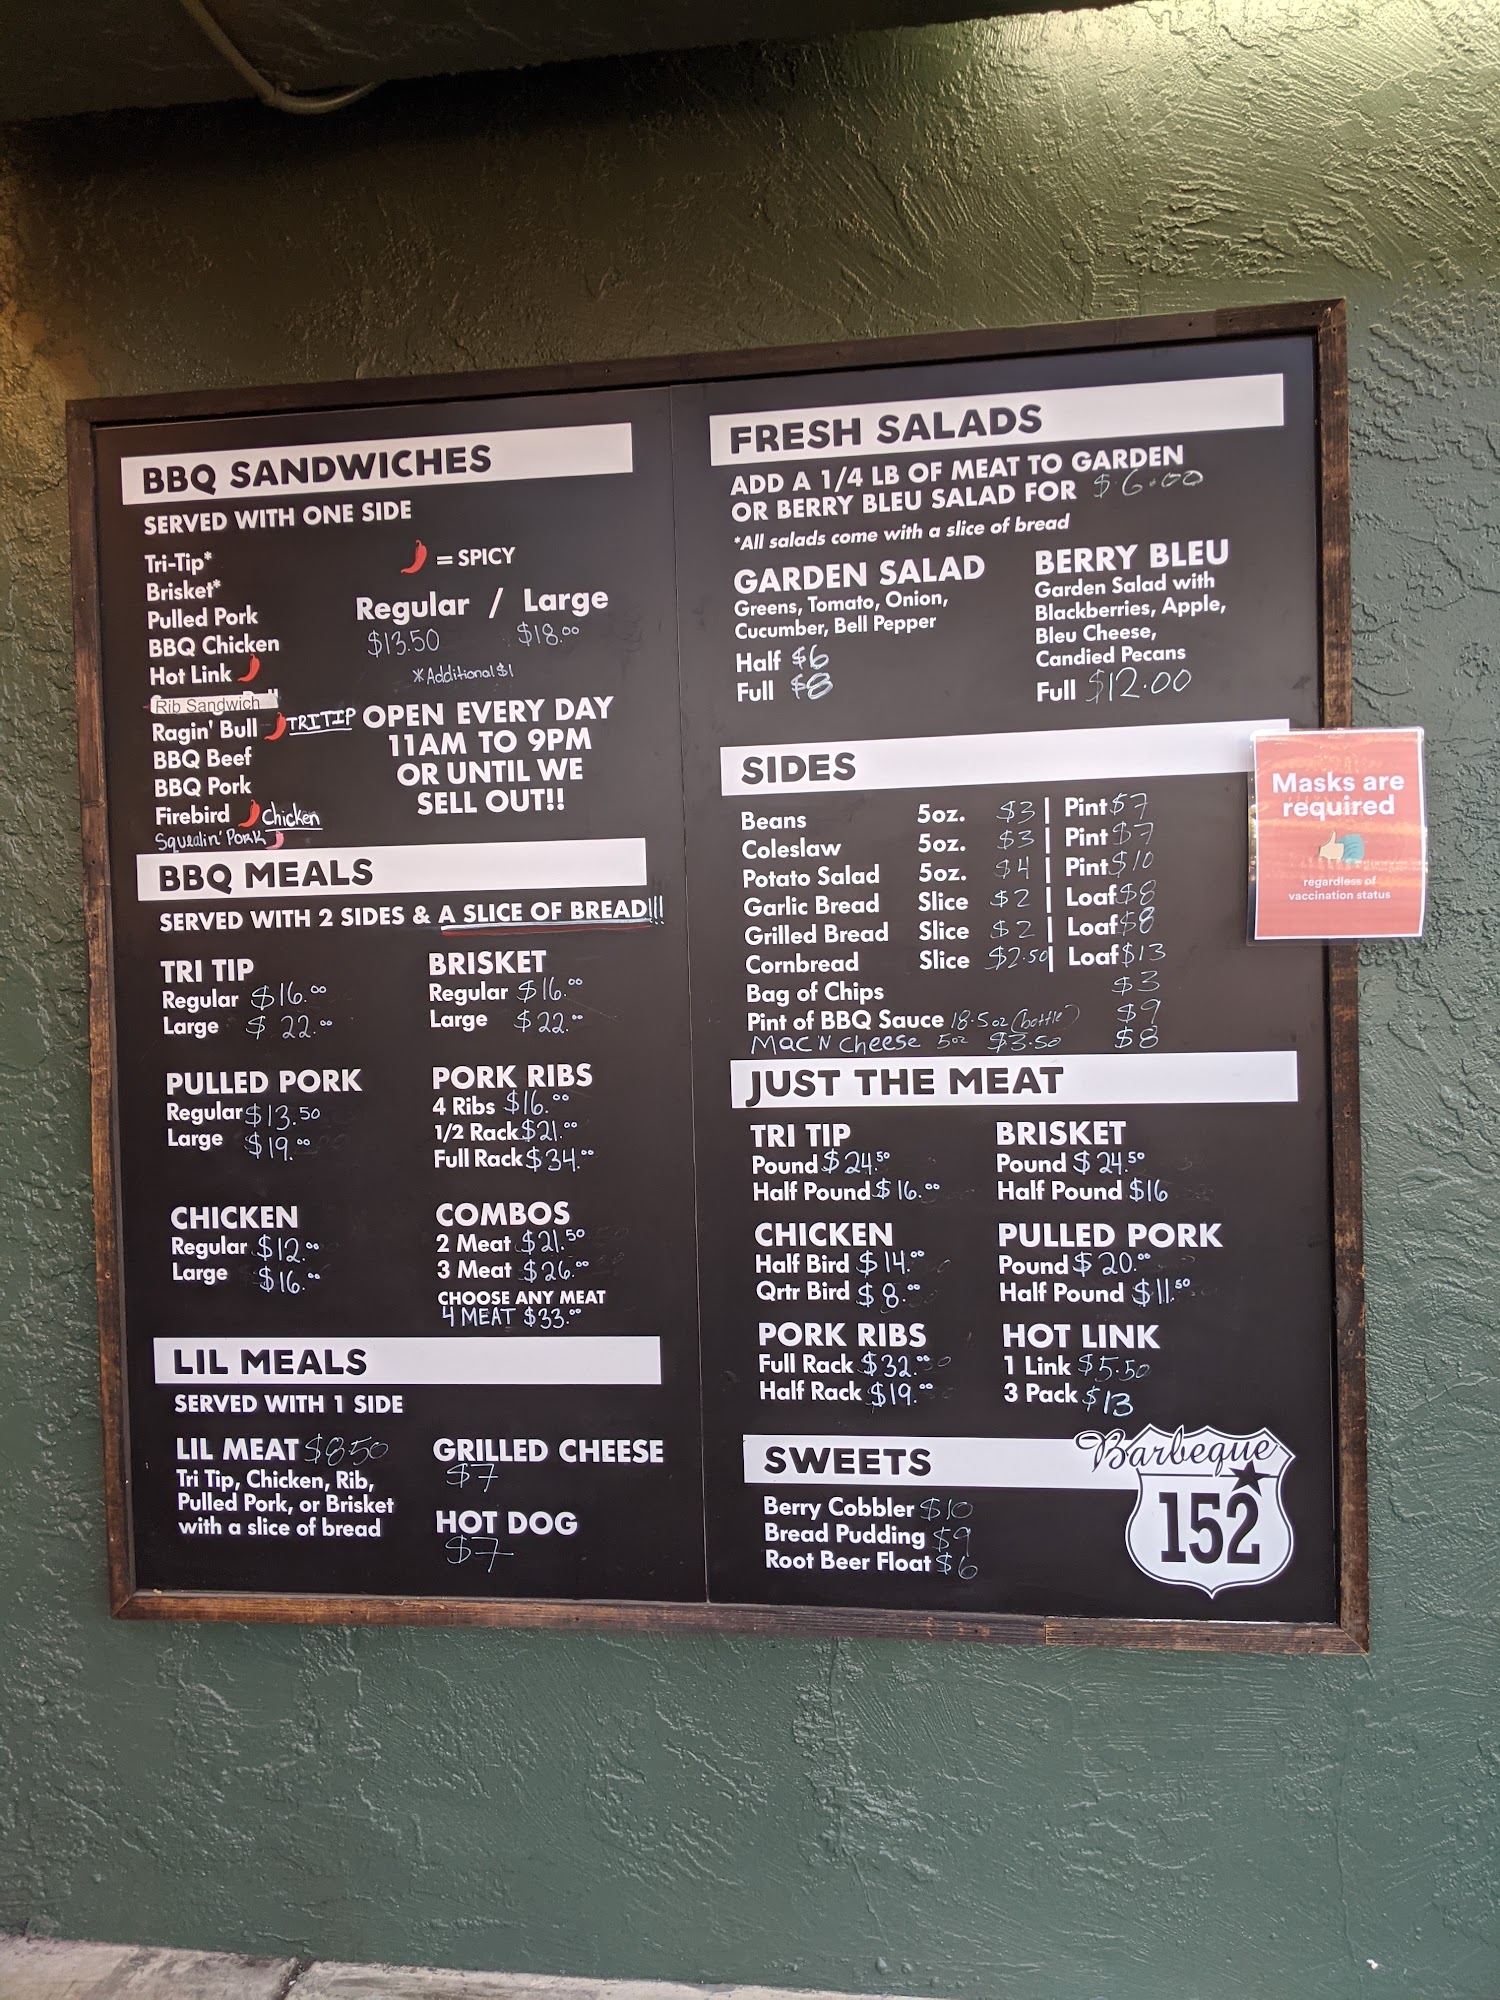 BBQ SANDWICHES
SERVED WITH ONE SIDE
Tri-Tip*
Brisket*
Pulled Pork
BBQ Chicken
Hot Link
Rib Sandwich
Ragin' Bull TRI TIP
BBQ Beef
BBQ Pork
Firebird Chicken
Squealin' Pork
= SPICY
Regular / Large
$13.50 $18.00
*Additional $1
OPEN EVERY DAY
11AM TO 9PM
OR UNTIL WE
SELL OUT!!
BBQ MEALS
SERVED WITH 2 SIDES & A SLICE OF BREAD!!!
TRI TIP
Regular $16.00
Large $22.00
BRISKET
Regular $16.00
Large $22.00
PULLED PORK
Regular $13.50
Large $19.00
PORK RIBS
4 Ribs $16.00
1/2 Rack $21.00
Full Rack $34.00
CHICKEN
Regular $12.00
Large $16.00
COMBOS
2 Meat $21.50
3 Meat $26.00
CHOOSE ANY MEAT
4 MEAT $33.00
LIL MEALS
SERVED WITH 1 SIDE
LIL MEAT $8.50
Tri Tip, Chicken, Rib,
Pulled Pork, or Brisket
with a slice of bread
GRILLED CHEESE
$7
HOT DOG
$7
FRESH SALADS
ADD A 1/4 LB OF MEAT TO GARDEN
OR BERRY BLEU SALAD FOR $6.00
*All salads come with a slice of bread
GARDEN SALAD
Greens, Tomato, Onion,
Cucumber, Bell Pepper
Half $6
Full $8
BERRY BLEU
Garden Salad with
Blackberries, Apple,
Bleu Cheese,
Candied Pecans
Full $12.00
SIDES
Beans 5oz. $3 | Pint $7
Coleslaw 5oz. $3 | Pint $7
Potato Salad 5oz. $4 | Pint $10
Garlic Bread Slice $2 | Loaf $8
Grilled Bread Slice $2 | Loaf $8
Cornbread Slice $2.50 | Loaf $13
Bag of Chips $3
Pint of BBQ Sauce 18.5oz (bottle) $9
Mac N Cheese 5oz $3.50 $8
JUST THE MEAT
TRI TIP
Pound $24.50
Half Pound $16.00
BRISKET
Pound $24.50
Half Pound $16
CHICKEN
Half Bird $14.00
Qrtr Bird $8.00
PULLED PORK
Pound $20.00
Half Pound $11.50
PORK RIBS
Full Rack $32.00
Half Rack $19.00
HOT LINK
1 Link $5.50
3 Pack $13
SWEETS
Berry Cobbler $10
Bread Pudding $9
Root Beer Float $6
Barbeque
152
Masks are
required
regardless of
vaccination status